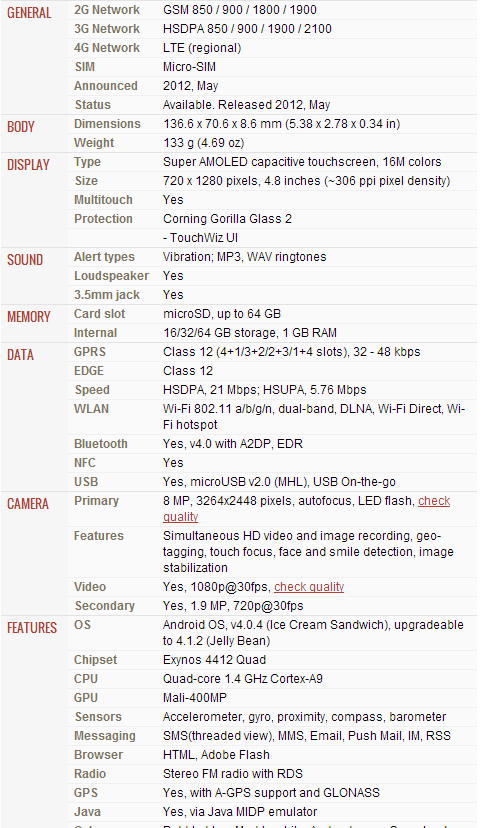 GENERAL 2G Network GSM 850 / 900 / 1800 / 1900
3G Network HSDPA 850 / 900 / 1900 / 2100
4G Network LTE (regional)
SIM Micro-SIM
Announced 2012, May
Status Available. Released 2012, May
BODY Dimensions 136.6 x 70.6 x 8.6 mm (5.38 x 2.78 x 0.34 in)
Weight 133 g (4.69 oz)
DISPLAY Type Super AMOLED capacitive touchscreen, 16M colors
Size 720 x 1280 pixels, 4.8 inches (~306 ppi pixel density)
Multitouch Yes
Protection Corning Gorilla Glass 2
- TouchWiz UI
SOUND Alert types Vibration; MP3, WAV ringtones
Loudspeaker Yes
3.5mm jack Yes
MEMORY Card slot microSD, up to 64 GB
Internal 16/32/64 GB storage, 1 GB RAM
DATA GPRS Class 12 (4+1/3+2/2+3/1+4 slots), 32 - 48 kbps
EDGE Class 12
Speed HSDPA, 21 Mbps; HSUPA, 5.76 Mbps
WLAN Wi-Fi 802.11 a/b/g/n, dual-band, DLNA, Wi-Fi Direct, Wi-
Fi hotspot
Bluetooth Yes, v4.0 with A2DP, EDR
NFC Yes
USB Yes, microUSB v2.0 (MHL), USB On-the-go
CAMERA Primary 8 MP, 3264x2448 pixels, autofocus, LED flash, check
quality
Features Simultaneous HD video and image recording, geo-
tagging, touch focus, face and smile detection, image
stabilization
Video Yes, 1080p@30fps, check quality
Secondary Yes, 1.9 MP, 720p@30fps
FEATURES OS Android OS, v4.0.4 (Ice Cream Sandwich), upgradeable
to 4.1.2 (Jelly Bean)
Chipset Exynos 4412 Quad
CPU Quad-core 1.4 GHz Cortex-A9
GPU Mali-400MP
Sensors Accelerometer, gyro, proximity, compass, barometer
Messaging SMS(threaded view), MMS, Email, Push Mail, IM, RSS
Browser HTML, Adobe Flash
Radio Stereo FM radio with RDS
GPS Yes, with A-GPS support and GLONASS
Java Yes, via Java MIDP emulator